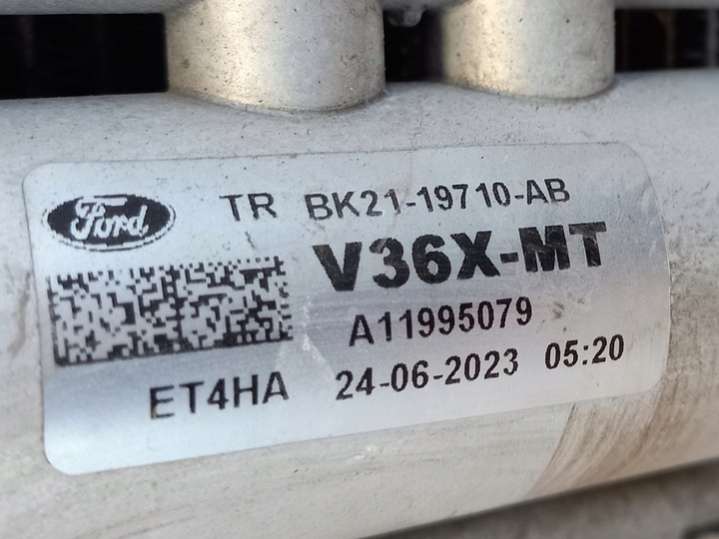 Ford
TR BK21-19710-AB
V36X-MT
A11995079
ET4HA 24-06-2023 05:20